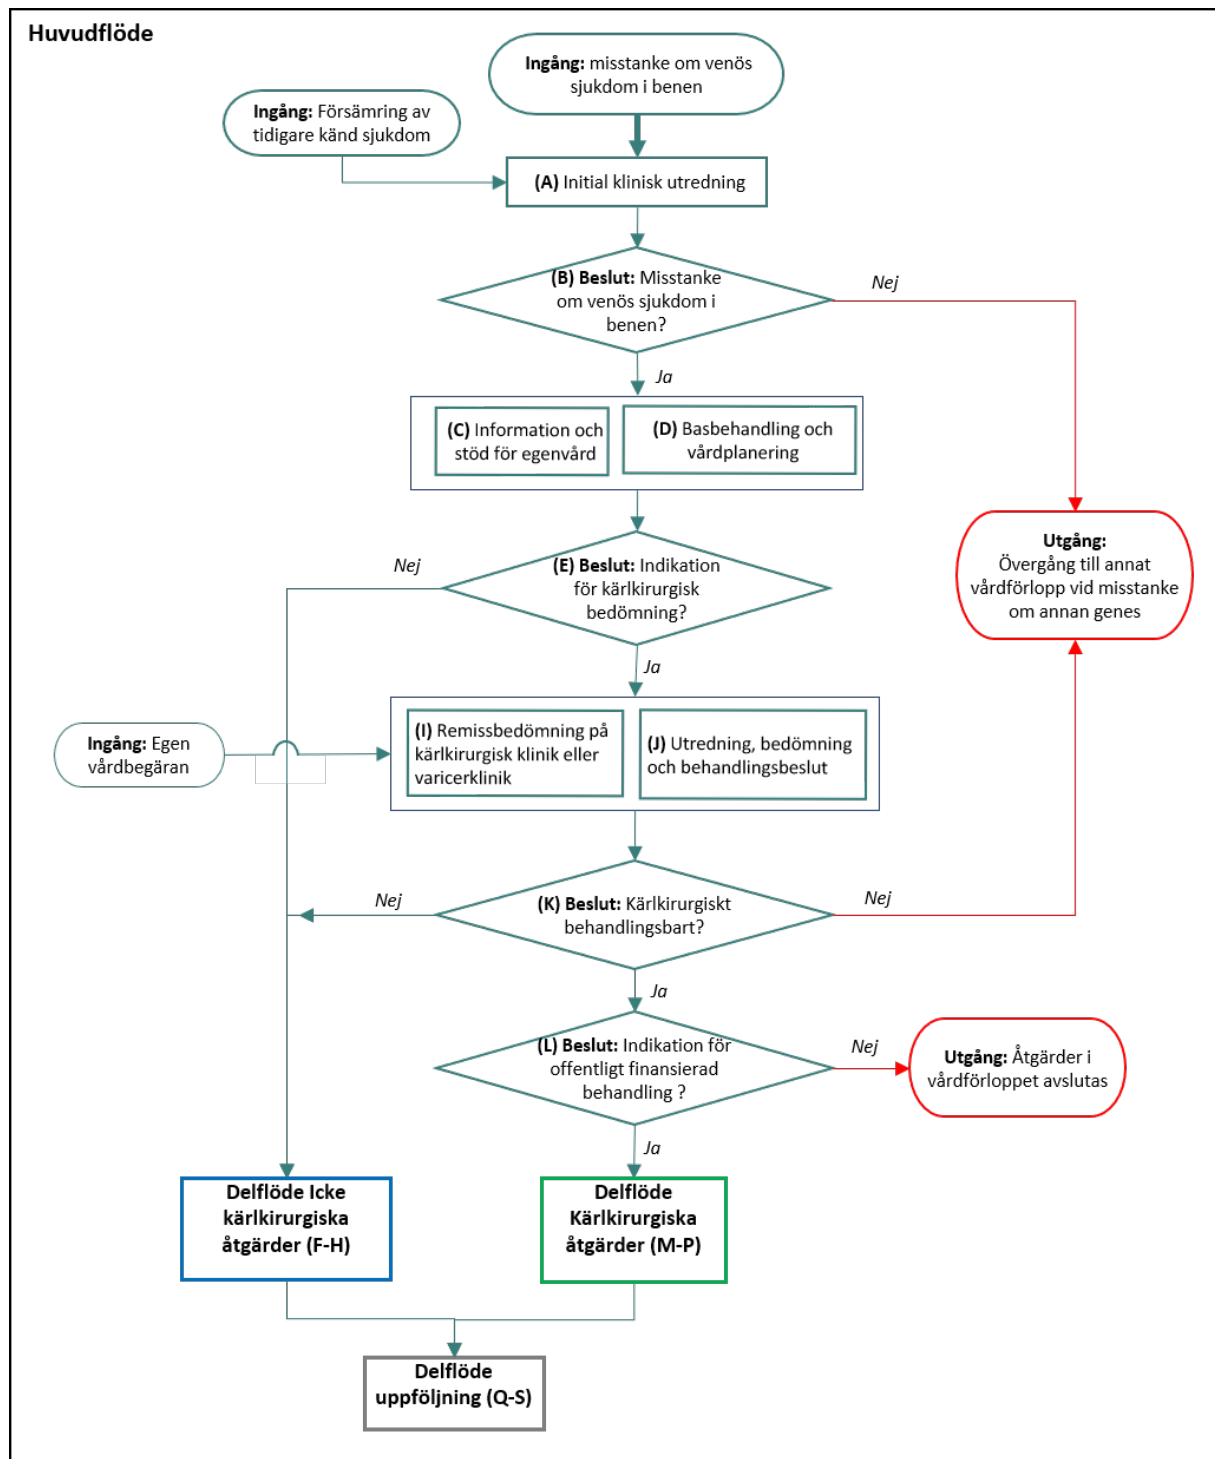 Huvudflöde
Ingång: misstanke om venös
sjukdom i benen
Ingång: Försämring av
tidigare känd sjukdom
(A) Initial klinisk utredning
(B) Beslut: Misstanke
om venös sjukdom i
benen?
Nej
Ja
(C) Information och
stöd för egenvård
(D) Basbehandling och
vårdplanering
Utgång:
Övergång till annat
vårdförlopp vid misstanke
om annan genes
(E) Beslut: Indikation
för kärlkirurgisk
bedömning?
Nej
Ja
Ingång: Egen
vårdbegäran
(I) Remissbedömning på
kärlkirurgisk klinik eller
varicerklinik
(J) Utredning, bedömning
och behandlingsbeslut
(K) Beslut: Kärlkirurgiskt
behandlingsbart?
Nej
Nej
Ja
(L) Beslut: Indikation för
offentligt finansierad
behandling ?
Nej
Utgång: Åtgärder i
vårdförloppet avslutas
Ja
Delflöde Icke
kärlkirurgiska
åtgärder (F-H)
Delflöde
Kärlkirurgiska
åtgärder (M-P)
Delflöde
uppföljning (Q-S)